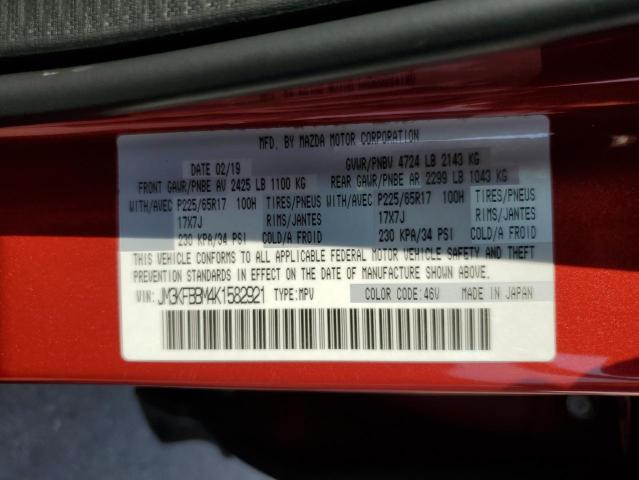 MFD. BY MAZDA MOTOR CORPORATION
DATE 02/19 GVWR/PNBV 4724 LB 2143 KG
FRONT GAWR/PNBE AV 2425 LB 1100 KG REAR GAWR/PNBE AR 2299 LB 1043 KG
WITH/AVEC P225/65R17 100H TIRES/PNEUS WITH/AVEC P225/65R17 100H TIRES/PNEUS
17X7J RIMS/JANTES 17X7J RIMS/JANTES
230 KPA/34 PSI COLD/A FROID 230 KPA/34 PSI COLD/A FROID
THIS VEHICLE CONFORMS TO ALL APPLICABLE FEDERAL MOTOR VEHICLE SAFETY AND THEFT
PREVENTION STANDARDS IN EFFECT ON THE DATE OF MANUFACTURE SHOWN ABOVE.
VIN: JM3KFBBM4K1582921 TYPE:MPV COLOR CODE:46V MADE IN JAPAN